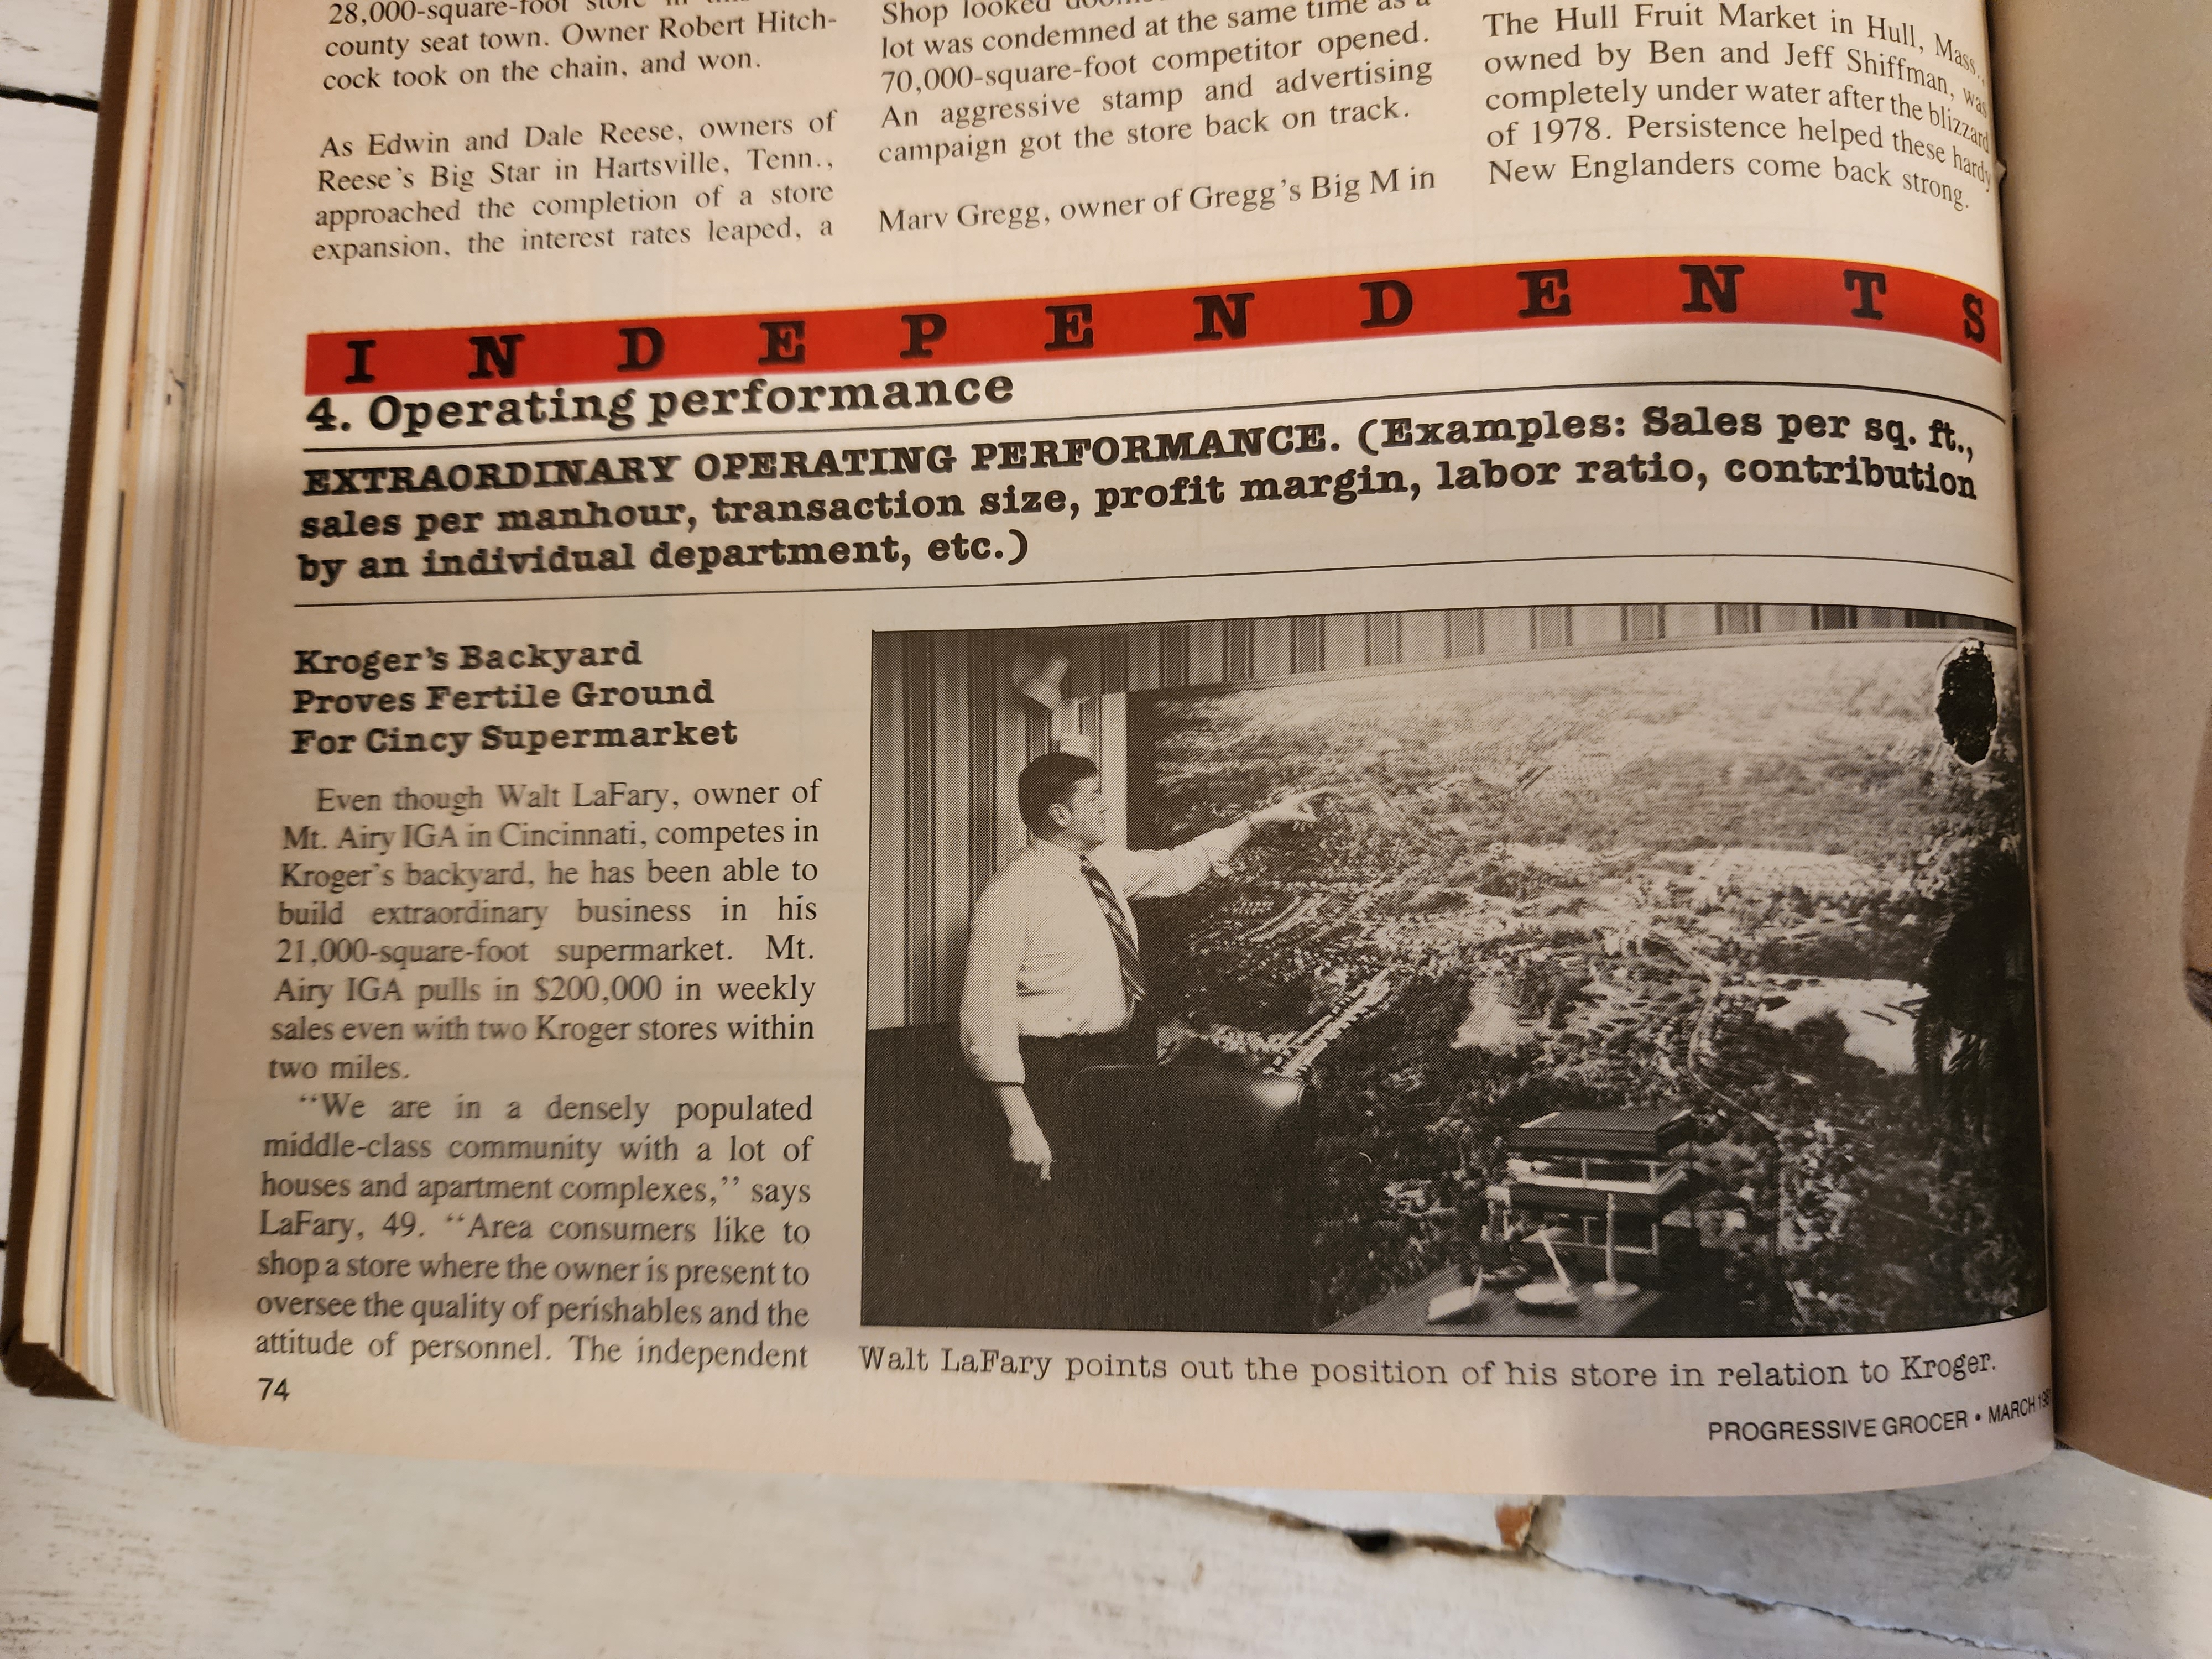 28,000-square-foot store in
county seat town. Owner Robert Hitch-
cock took on the chain, and won.
As Edwin and Dale Reese, owners of
Reese's Big Star in Hartsville, Tenn.,
approached the completion of a store
expansion, the interest rates leaped, a
Shop looked
lot was condemned at the same time as a
70,000-square-foot competitor opened.
An aggressive stamp and advertising
campaign got the store back on track.
Marv Gregg, owner of Gregg's Big M in
The Hull Fruit Market in Hull, Mass.,
owned by Ben and Jeff Shiffman, was
completely under water after the blizzard
of 1978. Persistence helped these hardy
New Englanders come back strong.
INDEPENDENTS
4. Operating performance
EXTRAORDINARY OPERATING PERFORMANCE. (Examples: Sales per sq. ft.,
sales per manhour, transaction size, profit margin, labor ratio, contribution
by an individual department, etc.)
Kroger's Backyard
Proves Fertile Ground
For Cincy Supermarket
Even though Walt LaFary, owner of
Mt. Airy IGA in Cincinnati, competes in
Kroger's backyard, he has been able to
build extraordinary business in his
21,000-square-foot supermarket. Mt.
Airy IGA pulls in $200,000 in weekly
sales even with two Kroger stores within
two miles.
"We are in a densely populated
middle-class community with a lot of
houses and apartment complexes," says
LaFary, 49. "Area consumers like to
shop a store where the owner is present to
oversee the quality of perishables and the
attitude of personnel. The independent
Walt LaFary points out the position of his store in relation to Kroger.
74
PROGRESSIVE GROCER • MARCH